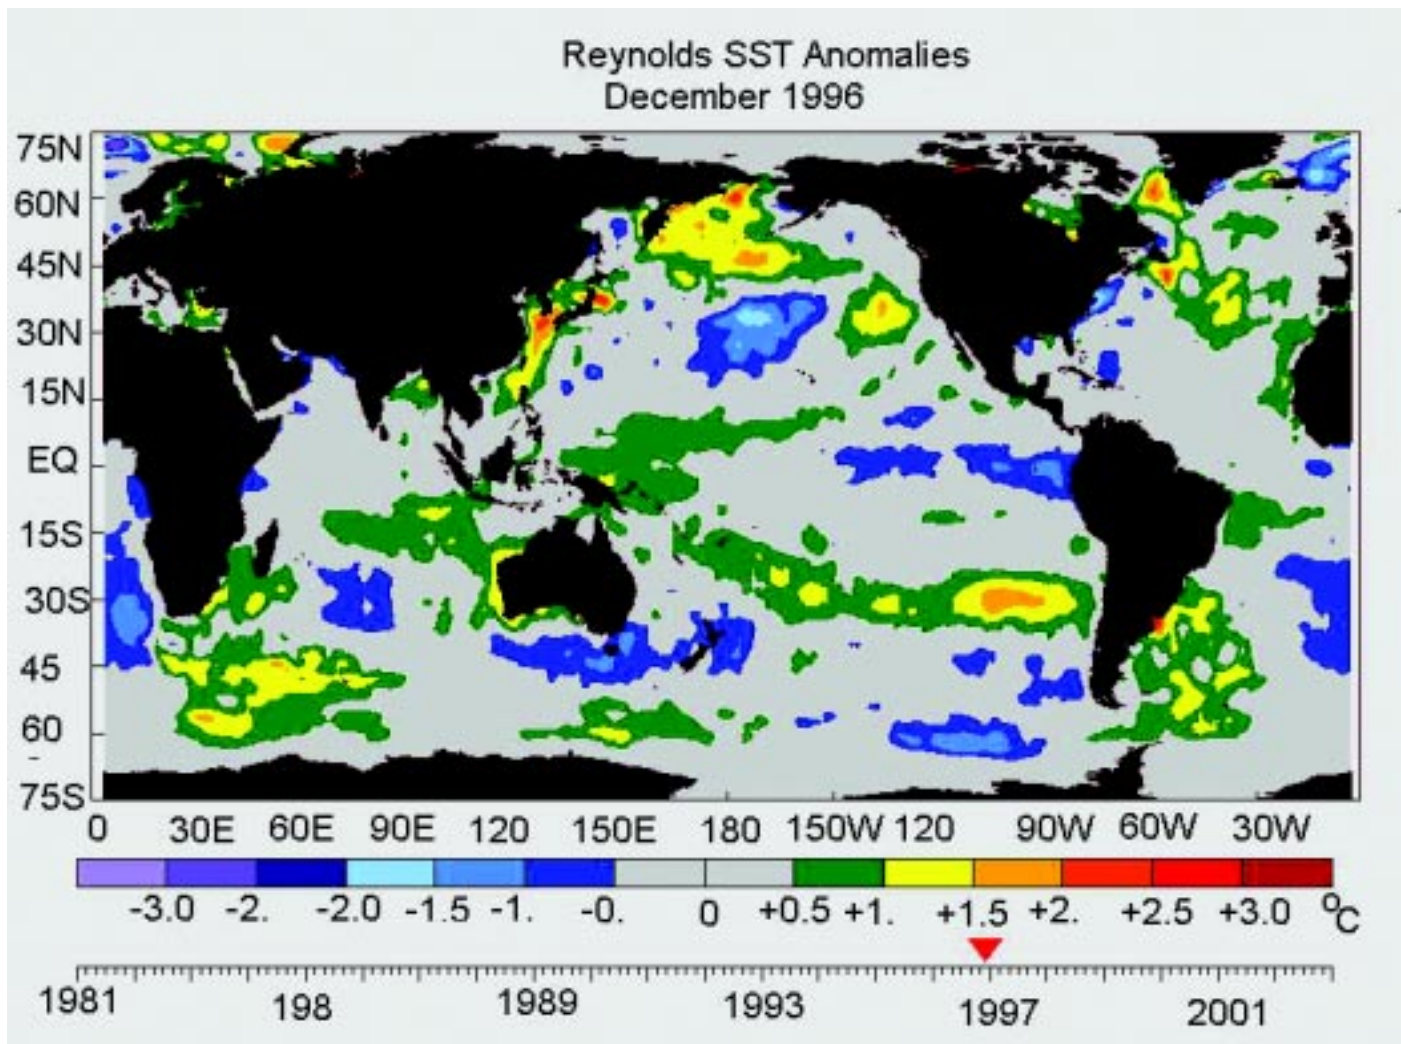 Reynolds SST Anomalies
December 1996
75N
60N
45N
30N
15N
EQ
15S
30S
45
60
75S
0 30E 60E 90E 120 150E 180 150W 120 90W 60W 30W
-3.0 -2. -2.0 -1.5 -1. -0. 0 +0.5 +1. +1.5 +2. +2.5 +3.0 °C
1981 198 1989 1993 1997 2001